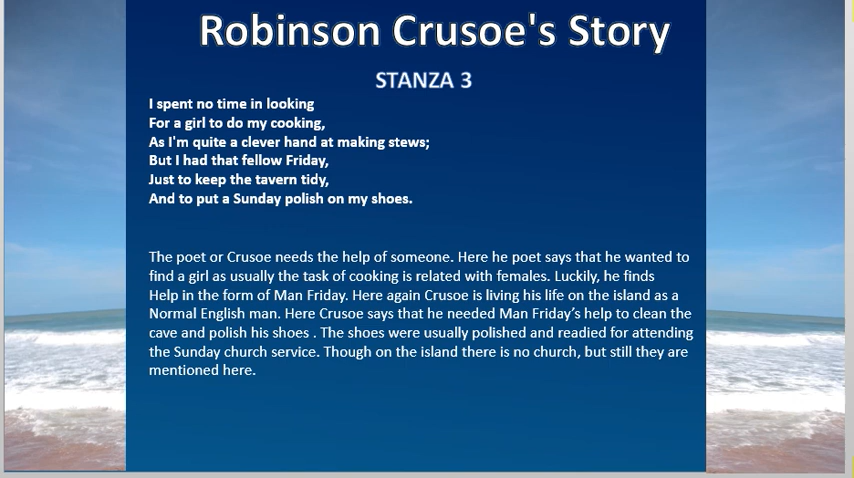 Robinson Crusoe's Story
STANZA 3
I spent no time in looking
For a girl to do my cooking,
As I'm quite a clever hand at making stews;
But I had that fellow Friday,
Just to keep the tavern tidy,
And to put a Sunday polish on my shoes.
The poet or Crusoe needs the help of someone. Here he poet says that he wanted to
find a girl as usually the task of cooking is related with females. Luckily, he finds
Help in the form of Man Friday. Here again Crusoe is living his life on the island as a
Normal English man. Here Crusoe says that he needed Man Friday’s help to clean the
cave and polish his shoes . The shoes were usually polished and readied for attending
the Sunday church service. Though on the island there is no church, but still they are
mentioned here.